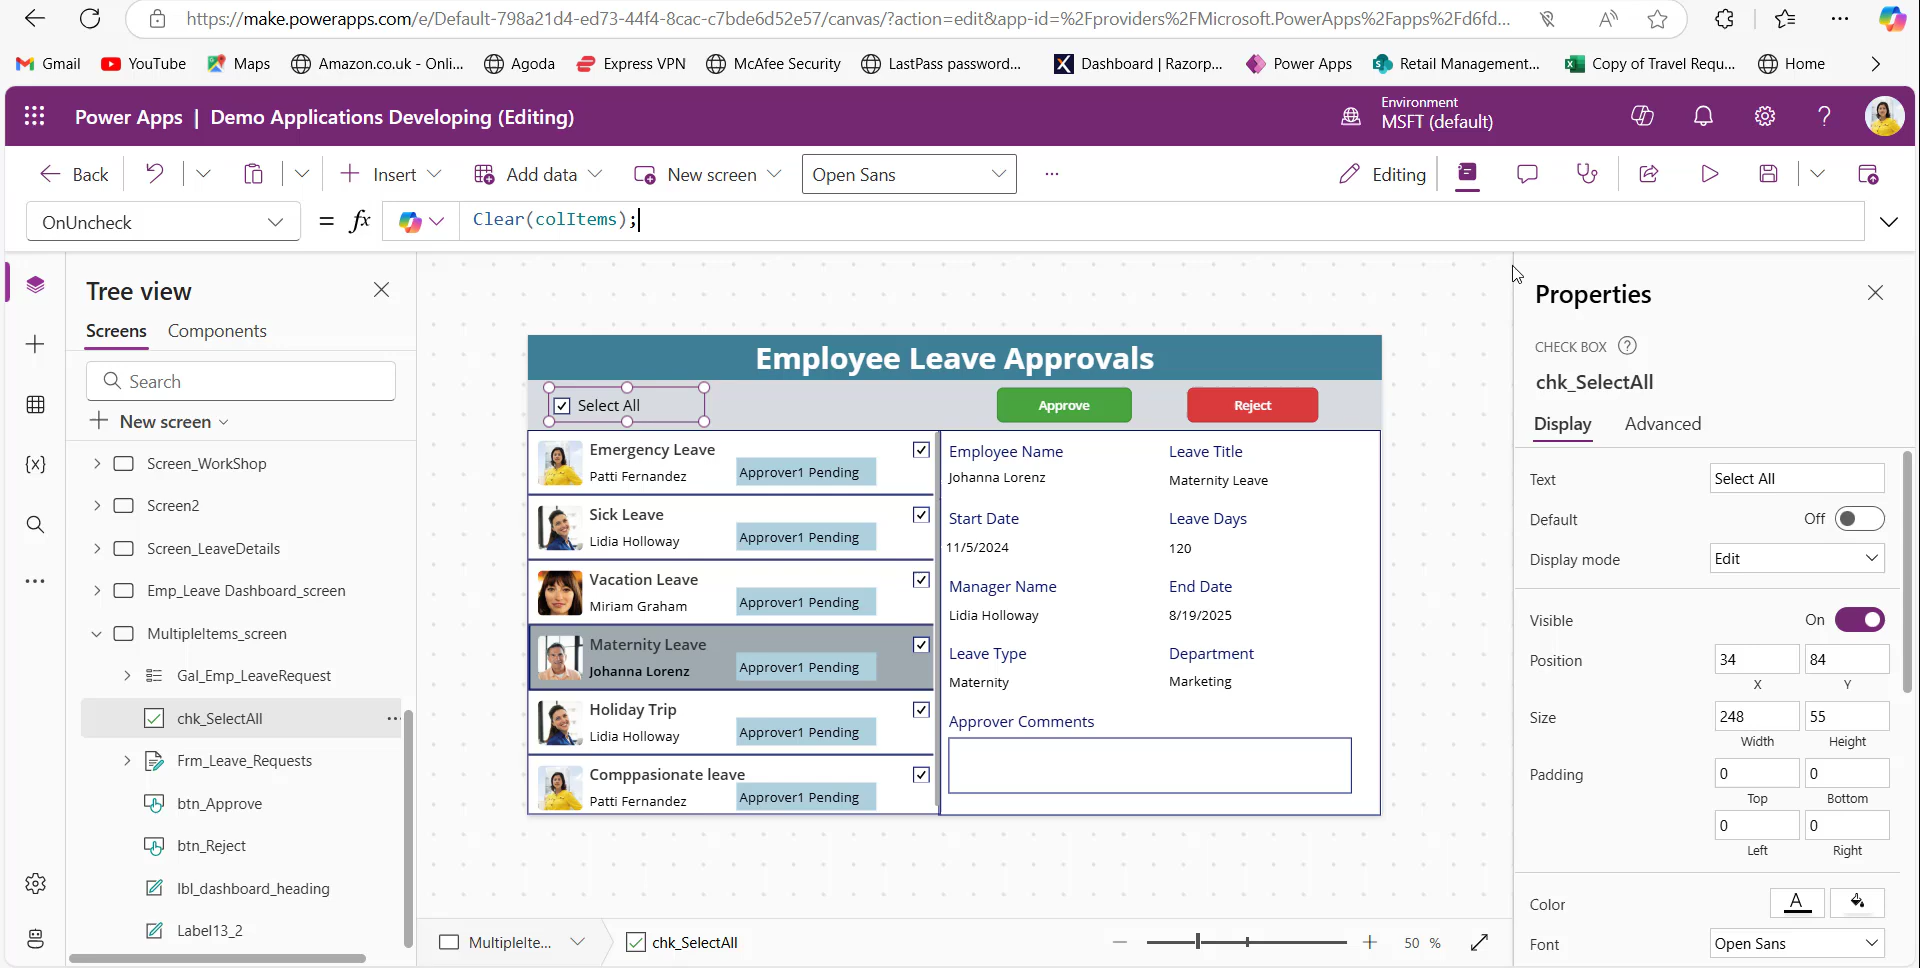 https://make.powerapps.com/e/Default-798a21d4-ed73-44f4-8cac-c7bde6d52e57/canvas/?action=edit&app-id=%2Fproviders%2FMicrosoft.PowerApps%2Fapps%2Fd6fd...
Gmail YouTube Maps Amazon.co.uk - Onli... Agoda Express VPN McAfee Security LastPass password... Dashboard | Razorp... Power Apps Retail Management... Copy of Travel Requ... Home
Power Apps | Demo Applications Developing (Editing)
Environment
MSFT (default)
Back Insert Add data New screen Open Sans ... Editing
OnUncheck = fx Clear(colItems);
Tree view
Screens Components
Search
New screen
Screen_WorkShop
Screen2
Screen_LeaveDetails
Emp_Leave Dashboard_screen
MultipleItems_screen
Gal_Emp_LeaveRequest
chk_SelectAll
Frm_Leave_Requests
btn_Approve
btn_Reject
lbl_dashboard_heading
Label13_2
Employee Leave Approvals
Select All Approve Reject
Emergency Leave
Patti Fernandez Approver1 Pending
Sick Leave
Lidia Holloway Approver1 Pending
Vacation Leave
Miriam Graham Approver1 Pending
Maternity Leave
Johanna Lorenz Approver1 Pending
Holiday Trip
Lidia Holloway Approver1 Pending
Comppasionate leave
Patti Fernandez Approver1 Pending
Employee Name Leave Title
Johanna Lorenz Maternity Leave
Start Date Leave Days
11/5/2024 120
Manager Name End Date
Lidia Holloway 8/19/2025
Leave Type Department
Maternity Marketing
Approver Comments
MultipleIte... chk_SelectAll 50 %
Properties
CHECK BOX ?
chk_SelectAll
Display Advanced
Text Select All
Default Off
Display mode Edit
Visible On
Position 34 84
X Y
Size 248 55
Width Height
Padding 0 0
Top Bottom
0 0
Left Right
Color A
Font Open Sans